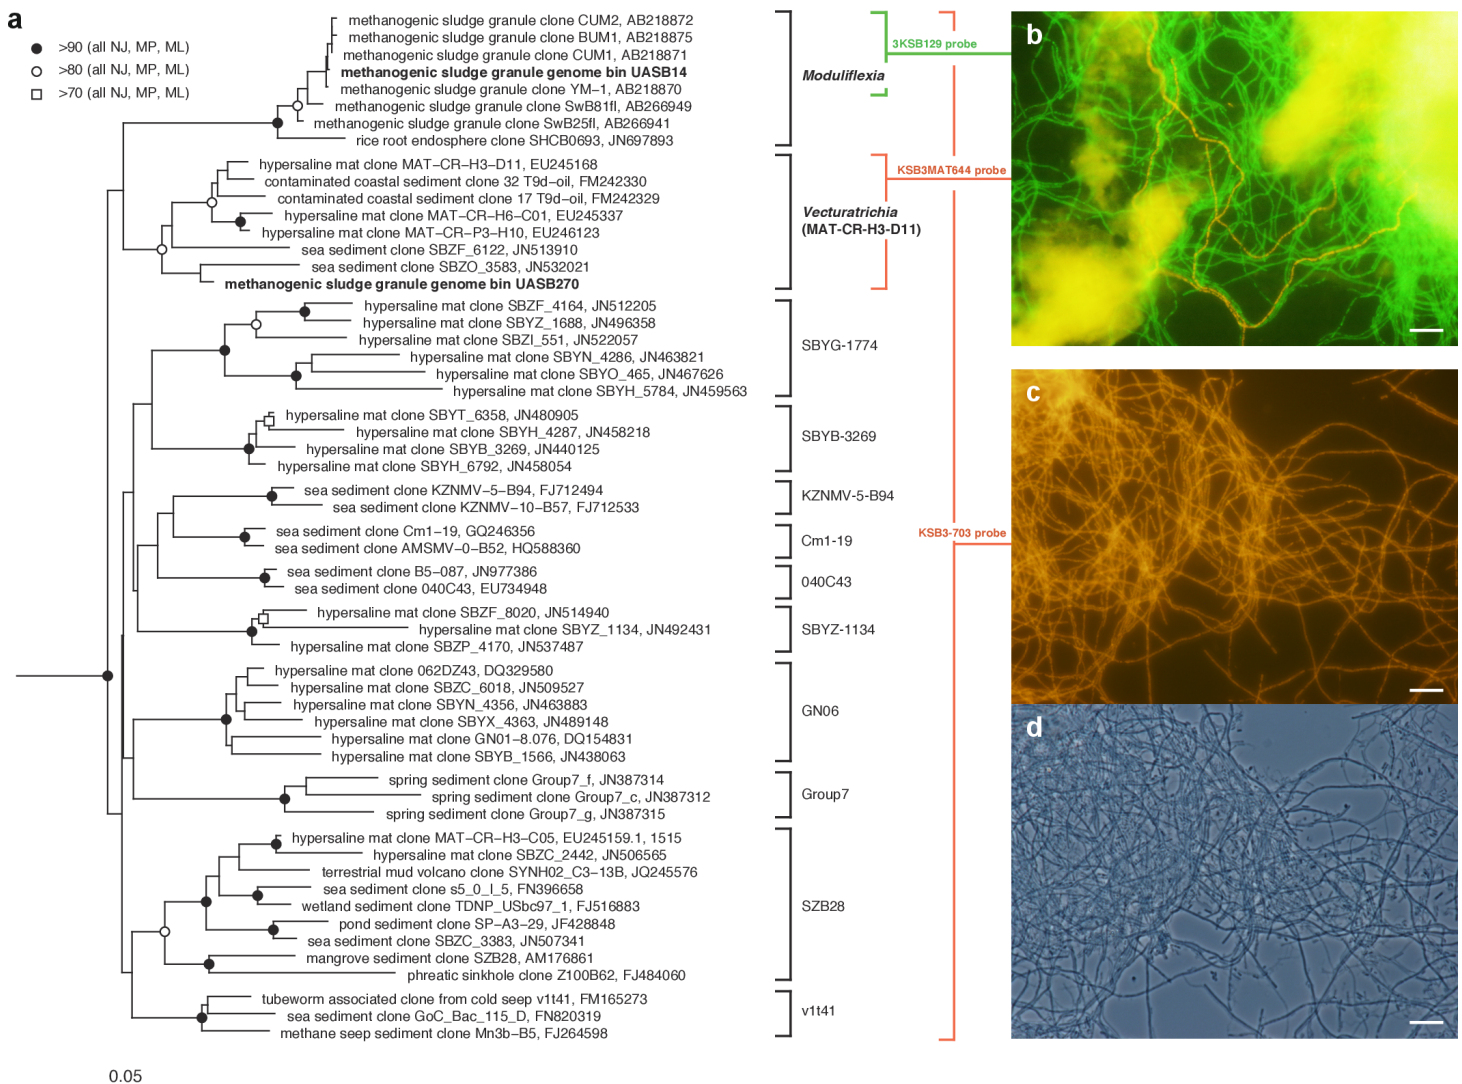 a
>90 (all NJ, MP, ML)
>80 (all NJ, MP, ML)
>70 (all NJ, MP, ML)
methanogenic sludge granule clone CUM2, AB218872
methanogenic sludge granule clone BUM1, AB218875
methanogenic sludge granule clone CUM1, AB218871
methanogenic sludge granule genome bin UASB14
methanogenic sludge granule clone YM−1, AB218870
methanogenic sludge granule clone SwB81fl, AB266949
methanogenic sludge granule clone SwB25fl, AB266941
rice root endosphere clone SHCB0693, JN697893
Moduliflexia
3KSB129 probe
hypersaline mat clone MAT−CR−H3−D11, EU245168
contaminated coastal sediment clone 32 T9d−oil, FM242330
contaminated coastal sediment clone 17 T9d−oil, FM242329
hypersaline mat clone MAT−CR−H6−C01, EU245337
hypersaline mat clone MAT−CR−P3−H10, EU246123
sea sediment clone SBZF_6122, JN513910
sea sediment clone SBZO_3583, JN532021
methanogenic sludge granule genome bin UASB270
Vecturatrichia
(MAT-CR-H3-D11)
KSB3MAT644 probe
hypersaline mat clone SBZF_4164, JN512205
hypersaline mat clone SBYZ_1688, JN496358
hypersaline mat clone SBZI_551, JN522057
hypersaline mat clone SBYN_4286, JN463821
hypersaline mat clone SBYO_465, JN467626
hypersaline mat clone SBYH_5784, JN459563
SBYG-1774
hypersaline mat clone SBYT_6358, JN480905
hypersaline mat clone SBYH_4287, JN458218
hypersaline mat clone SBYB_3269, JN440125
hypersaline mat clone SBYH_6792, JN458054
SBYB-3269
sea sediment clone KZNMV−5−B94, FJ712494
sea sediment clone KZNMV−10−B57, FJ712533
KZNMV-5-B94
sea sediment clone Cm1−19, GQ246356
sea sediment clone AMSMV−0−B52, HQ588360
Cm1-19
KSB3-703 probe
sea sediment clone B5−087, JN977386
sea sediment clone 040C43, EU734948
040C43
hypersaline mat clone SBZF_8020, JN514940
hypersaline mat clone SBYZ_1134, JN492431
hypersaline mat clone SBZP_4170, JN537487
SBYZ-1134
hypersaline mat clone 062DZ43, DQ329580
hypersaline mat clone SBZC_6018, JN509527
hypersaline mat clone SBYN_4356, JN463883
hypersaline mat clone SBYX_4363, JN489148
hypersaline mat clone GN01−8.076, DQ154831
hypersaline mat clone SBYB_1566, JN438063
GN06
spring sediment clone Group7_f, JN387314
spring sediment clone Group7_c, JN387312
spring sediment clone Group7_g, JN387315
Group7
hypersaline mat clone MAT−CR−H3−C05, EU245159.1, 1515
hypersaline mat clone SBZC_2442, JN506565
terrestrial mud volcano clone SYNH02_C3−13B, JQ245576
sea sediment clone s5_0_I_5, FN396658
wetland sediment clone TDNP_USbc97_1, FJ516883
pond sediment clone SP−A3−29, JF428848
sea sediment clone SBZC_3383, JN507341
mangrove sediment clone SZB28, AM176861
phreatic sinkhole clone Z100B62, FJ484060
SZB28
tubeworm associated clone from cold seep v1t41, FM165273
sea sediment clone GoC_Bac_115_D, FN820319
methane seep sediment clone Mn3b−B5, FJ264598
v1t41
0.05
b
c
d